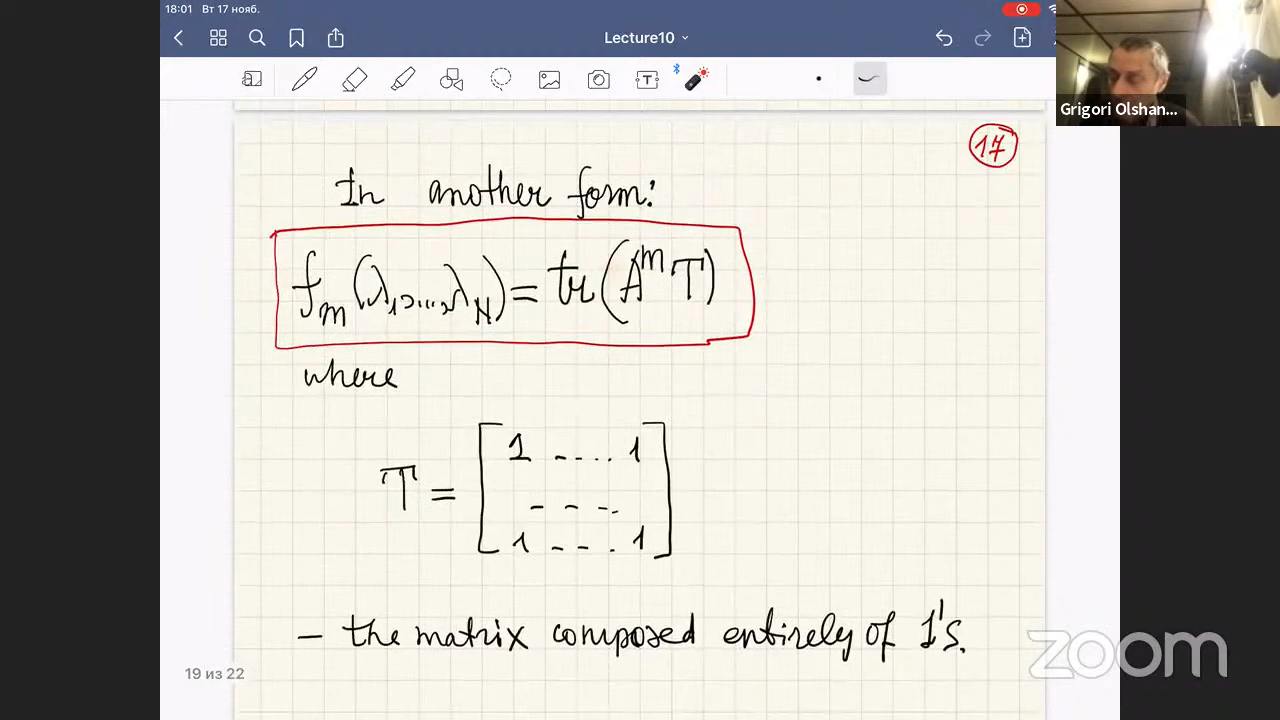 18:01 Вт 17 нояб.
Lecture10
Grigori Olshan...
17
In another form:
f_m(λ_1,...,λ_N) = tr(A^m T)
where
T = [1 ---- 1
- - - -
1 --- 1]
– the matrix composed entirely of 1's.
19 из 22
zoom